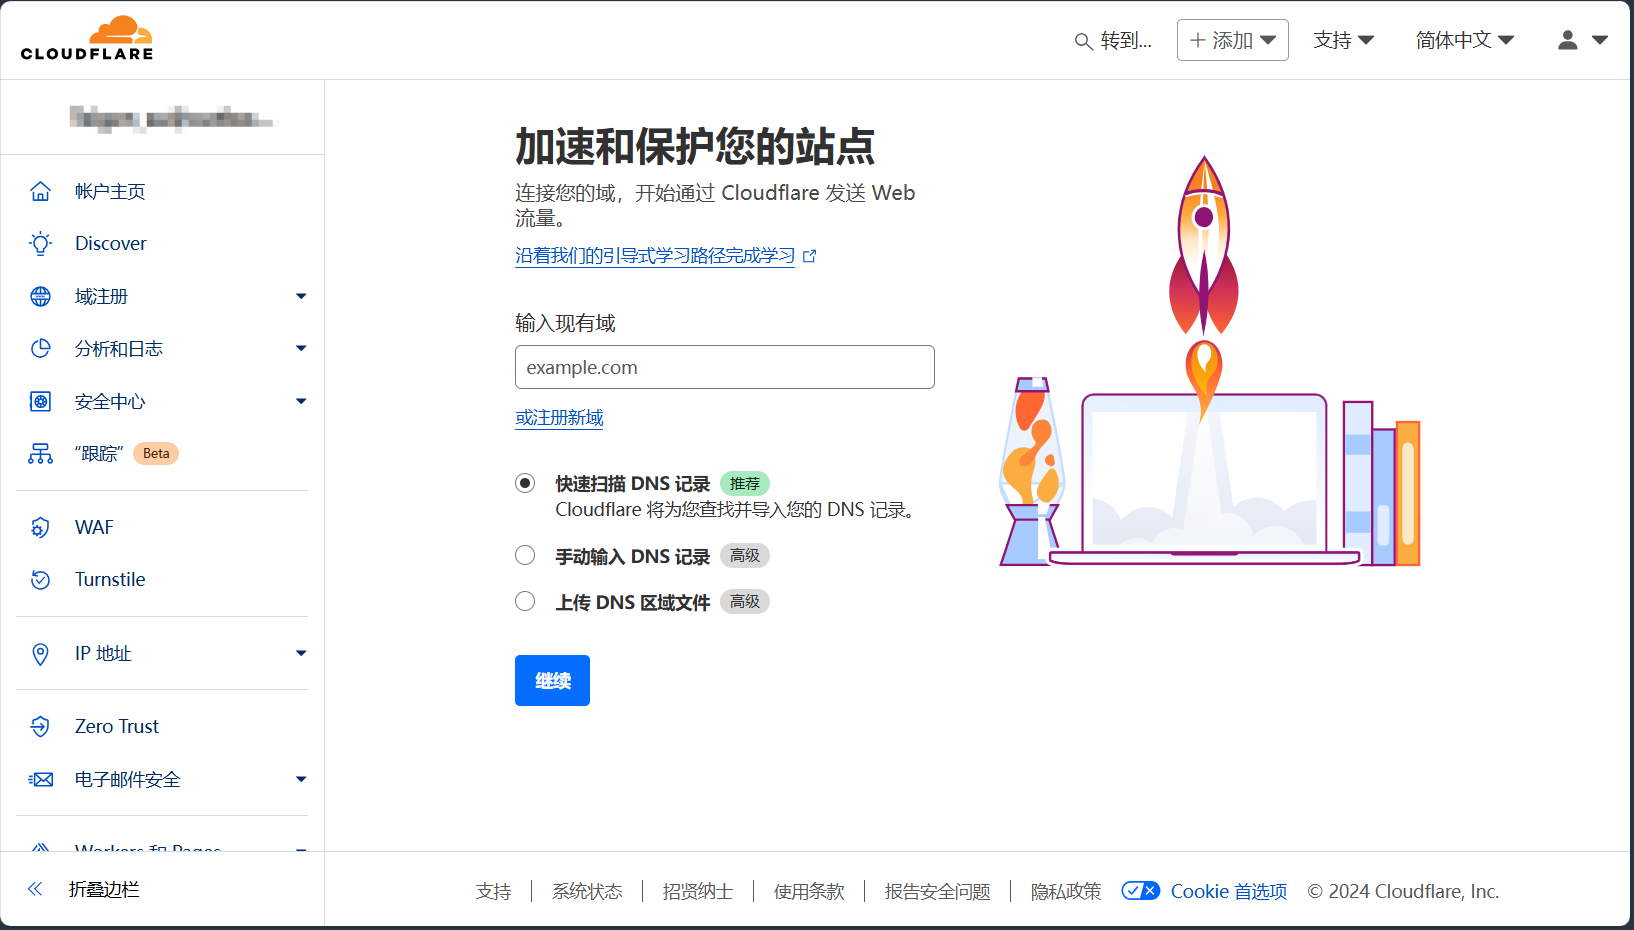 CLOUDFLARE
转到...
添加
支持
简体中文
帐户主页
Discover
域注册
分析和日志
安全中心
“跟踪” Beta
WAF
Turnstile
IP 地址
Zero Trust
电子邮件安全
Workers 和 Pages
折叠边栏
加速和保护您的站点
连接您的域，开始通过 Cloudflare 发送 Web
流量。
沿着我们的引导式学习路径完成学习
输入现有域
example.com
或注册新域
快速扫描 DNS 记录 推荐
Cloudflare 将为您查找并导入您的 DNS 记录。
手动输入 DNS 记录 高级
上传 DNS 区域文件 高级
继续
支持
系统状态
招贤纳士
使用条款
报告安全问题
隐私政策
Cookie 首选项
© 2024 Cloudflare, Inc.